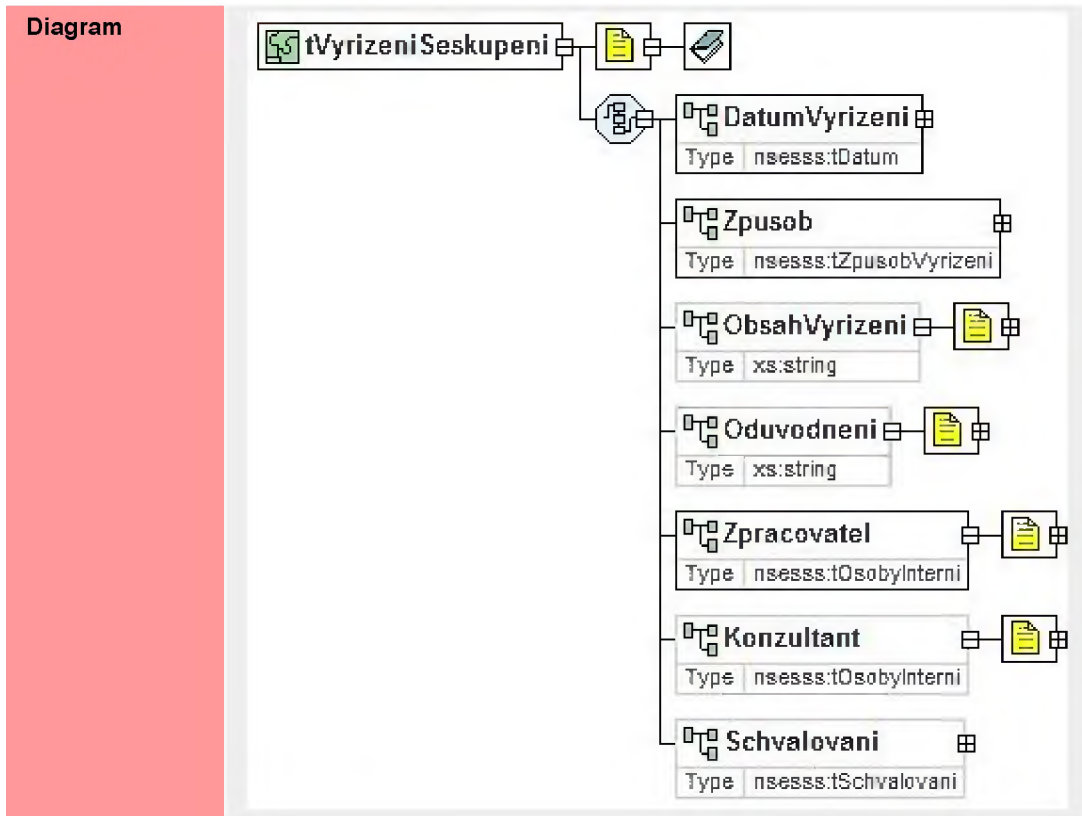 Diagram
tVyrizeniSeskupeni
DatumVyrizeni
Type nsesss:tDatum
Zpusob
Type nsesss:tZpusobVyrizeni
ObsahVyrizeni
Type xs:string
Oduvodneni
Type xs:string
Zpracovatel
Type nsesss:tOsobyInterni
Konzultant
Type nsesss:tOsobyInterni
Schvalovani
Type nsesss:tSchvalovani